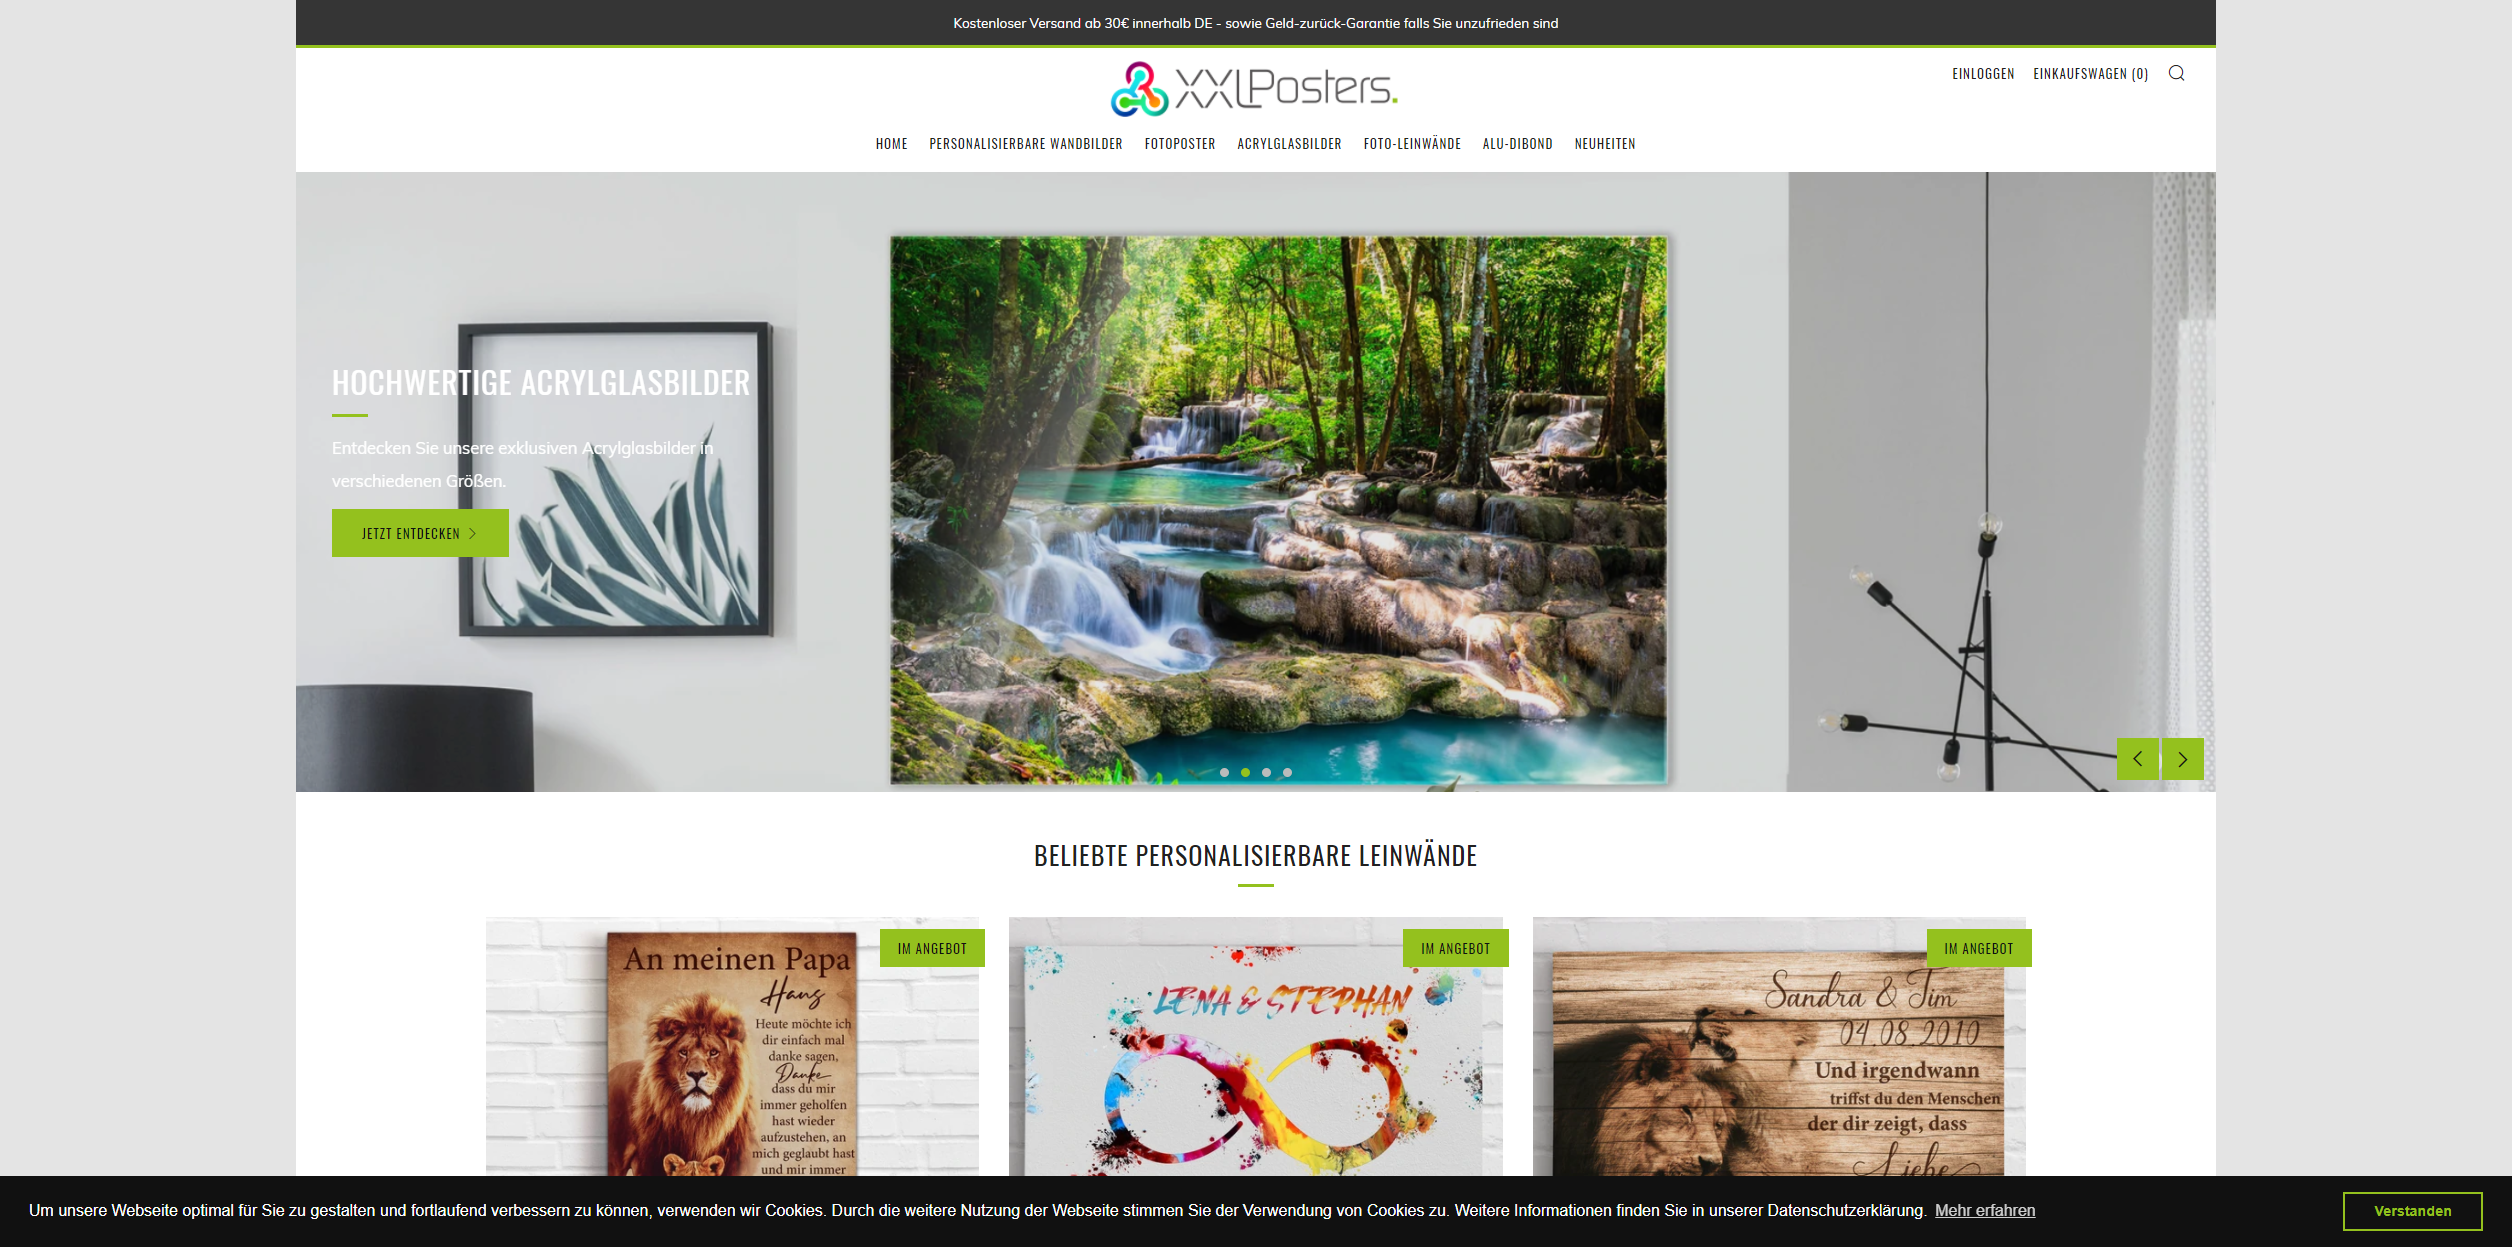 Kostenloser Versand ab 30€ innerhalb DE - sowie Geld-zurück-Garantie falls Sie unzufrieden sind
XXLPosters.
EINLOGGEN EINKAUFSWAGEN (0)
HOME PERSONALISIERBARE WANDBILDER FOTOPOSTER ACRYLGLASBILDER FOTO-LEINWÄNDE ALU-DIBOND NEUHEITEN
HOCHWERTIGE ACRYLGLASBILDER
Entdecken Sie unsere exklusiven Acrylglasbilder in
verschiedenen Größen.
JETZT ENTDECKEN
BELIEBTE PERSONALISIERBARE LEINWÄNDE
IM ANGEBOT
An meinen Papa
Hans
Heute möchte ich
dir einfach mal
danke sagen,
Danke
dass du mir
immer geholfen
hast wieder
aufzustehen, an
mich geglaubt hast
und mir immer
IM ANGEBOT
LENA & STEPHAN
IM ANGEBOT
Sandra & Tim
04.08.2010
Und irgendwann
triffst du den Menschen
der dir zeigt, dass
Liebe
Um unsere Webseite optimal für Sie zu gestalten und fortlaufend verbessern zu können, verwenden wir Cookies. Durch die weitere Nutzung der Webseite stimmen Sie der Verwendung von Cookies zu. Weitere Informationen finden Sie in unserer Datenschutzerklärung. Mehr erfahren
Verstanden